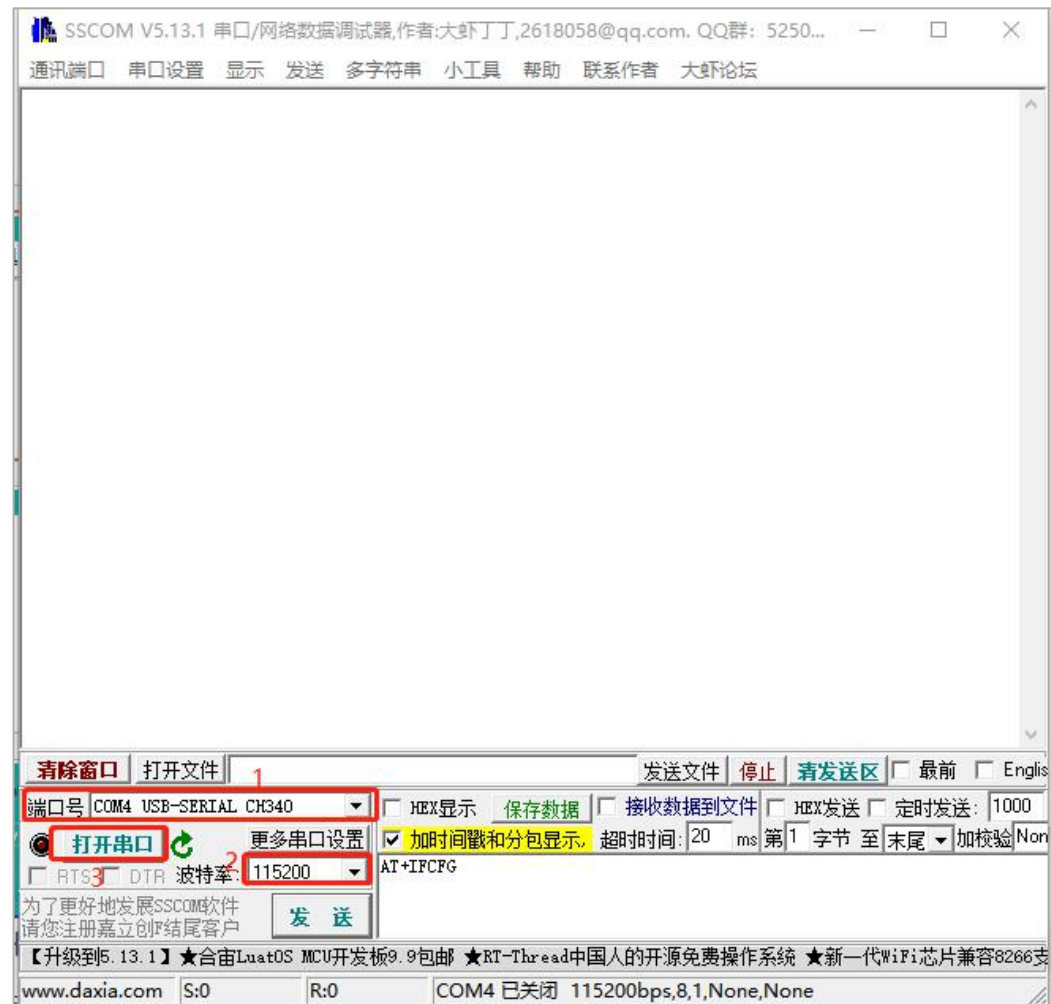 SSCOM V5.13.1 串口/网络数据调试器,作者:大虾丁丁,2618058@qq.com. QQ群: 5250...
通讯端口 串口设置 显示 发送 多字符串 小工具 帮助 联系作者 大虾论坛
清除窗口 打开文件 发送文件 停止 清发送区 最前 Englis
1
端口号 COM4 USB-SERIAL CH340 HEX显示 保存数据 接收数据到文件 HEX发送 定时发送: 1000
打开串口 更多串口设置 加时间戳和分包显示, 超时时间: 20 ms 第1 字节 至 末尾 加校验 Non
RTS 3 DTR 波特率: 2 115200 AT+IFCFG
为了更好地发展SSCOM软件
请您注册嘉立创F结尾客户 发 送
【升级到5.13.1】★合宙LuatOS MCU开发板9.9包邮 ★RT-Thread中国人的开源免费操作系统 ★新一代WiFi芯片兼容8266支
www.daxia.com S:0 R:0 COM4 已关闭 115200bps,8,1,None,None